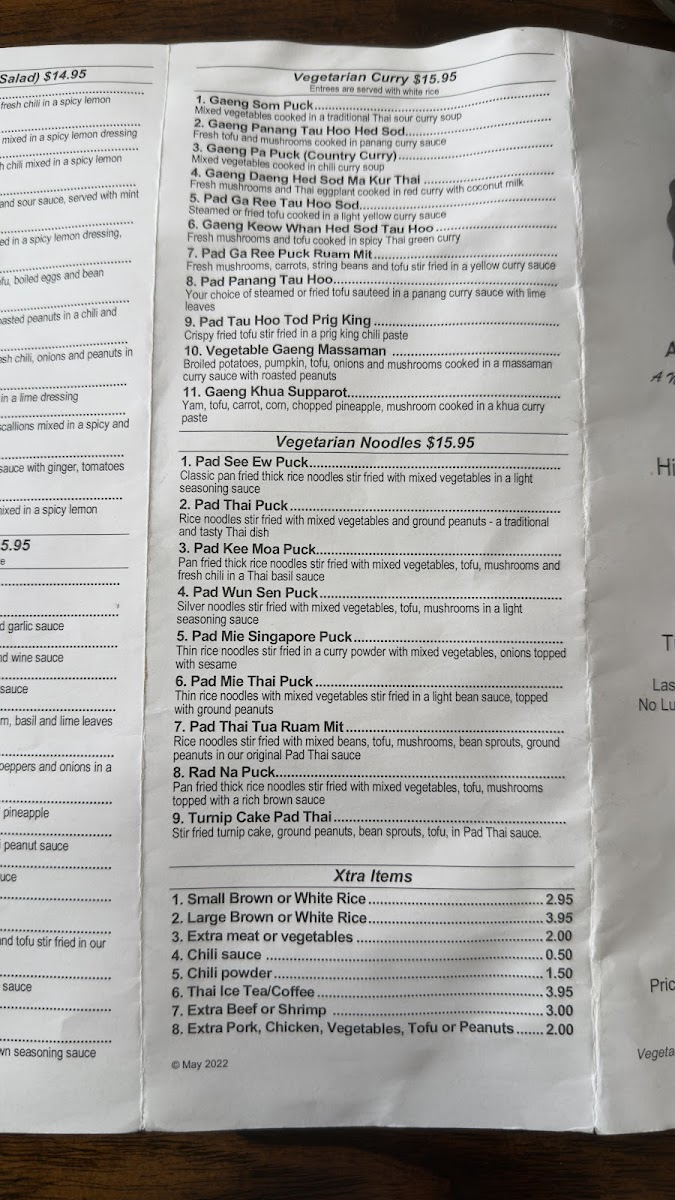 Salad) $14.95
fresh chili in a spicy lemon
mixed in a spicy lemon dressing
h chili mixed in a spicy lemon
and sour sauce, served with mint
ed in a spicy lemon dressing,
ofu, boiled eggs and bean
oasted peanuts in a chili and
esh chili, onions and peanuts in
in a lime dressing
scallions mixed in a spicy and
sauce with ginger, tomatoes
mixed in a spicy lemon
5.95
e
d garlic sauce
nd wine sauce
sauce
m, basil and lime leaves
peppers and onions in a
pineapple
peanut sauce
uce
and tofu stir fried in our
sauce
wn seasoning sauce
Vegetarian Curry $15.95
Entrees are served with white rice
1. Gaeng Som Puck
Mixed vegetables cooked in a traditional Thai sour curry soup
2. Gaeng Panang Tau Hoo Hed Sod
Fresh tofu and mushrooms cooked in panang curry sauce
3. Gaeng Pa Puck (Country Curry)
Mixed vegetables cooked in chili curry soup
4. Gaeng Daeng Hed Sod Ma Kur Thai
Fresh mushrooms and Thai eggplant cooked in red curry with coconut milk
5. Pad Ga Ree Tau Hoo Sod
Steamed or fried tofu cooked in a light yellow curry sauce
6. Gaeng Keow Whan Hed Sod Tau Hoo
Fresh mushrooms and tofu cooked in spicy Thai green curry
7. Pad Ga Ree Puck Ruam Mit
Fresh mushrooms, carrots, string beans and tofu stir fried in a yellow curry sauce
8. Pad Panang Tau Hoo
Your choice of steamed or fried tofu sauteed in a panang curry sauce with lime
leaves
9. Pad Tau Hoo Tod Prig King
Crispy fried tofu stir fried in a prig king chili paste
10. Vegetable Gaeng Massaman
Broiled potatoes, pumpkin, tofu, onions and mushrooms cooked in a massaman
curry sauce with roasted peanuts
11. Gaeng Khua Supparot
Yam, tofu, carrot, corn, chopped pineapple, mushroom cooked in a khua curry
paste
Vegetarian Noodles $15.95
1. Pad See Ew Puck
Classic pan fried thick rice noodles stir fried with mixed vegetables in a light
seasoning sauce
2. Pad Thai Puck
Rice noodles stir fried with mixed vegetables and ground peanuts - a traditional
and tasty Thai dish
3. Pad Kee Moa Puck
Pan fried thick rice noodles stir fried with mixed vegetables, tofu, mushrooms and
fresh chili in a Thai basil sauce
4. Pad Wun Sen Puck
Silver noodles stir fried with mixed vegetables, tofu, mushrooms in a light
seasoning sauce
5. Pad Mie Singapore Puck
Thin rice noodles stir fried in a curry powder with mixed vegetables, onions topped
with sesame
6. Pad Mie Thai Puck
Thin rice noodles with mixed vegetables stir fried in a light bean sauce, topped
with ground peanuts
7. Pad Thai Tua Ruam Mit
Rice noodles stir fried with mixed beans, tofu, mushrooms, bean sprouts, ground
peanuts in our original Pad Thai sauce
8. Rad Na Puck
Pan fried thick rice noodles stir fried with mixed vegetables, tofu, mushrooms
topped with a rich brown sauce
9. Turnip Cake Pad Thai
Stir fried turnip cake, ground peanuts, bean sprouts, tofu, in Pad Thai sauce.
Xtra Items
1. Small Brown or White Rice 2.95
2. Large Brown or White Rice 3.95
3. Extra meat or vegetables 2.00
4. Chili sauce 0.50
5. Chili powder 1.50
6. Thai Ice Tea/Coffee 3.95
7. Extra Beef or Shrimp 3.00
8. Extra Pork, Chicken, Vegetables, Tofu or Peanuts 2.00
© May 2022
A
A
Hi
Las
No Lu
Pric
Vegeta